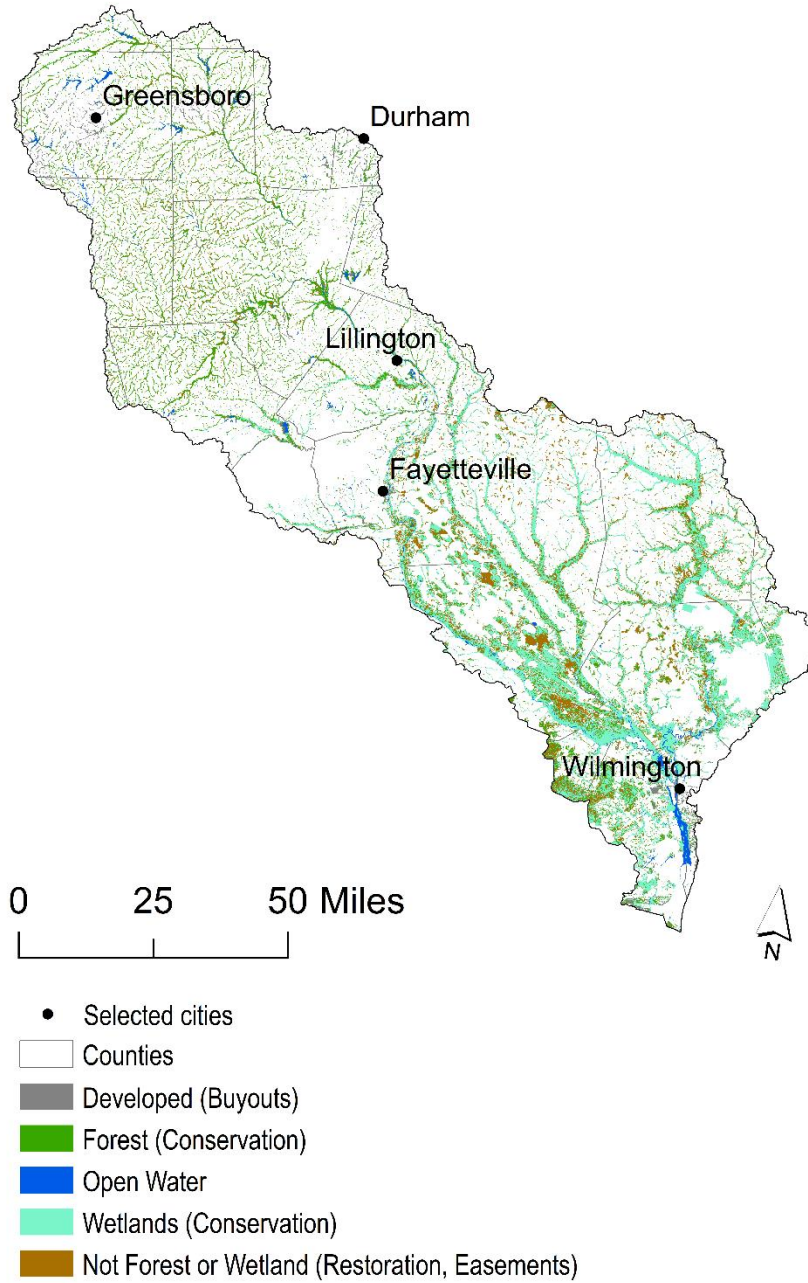 Greensboro
Durham
Lillington
Fayetteville
Wilmington
0 25 50 Miles
N
Selected cities
Counties
Developed (Buyouts)
Forest (Conservation)
Open Water
Wetlands (Conservation)
Not Forest or Wetland (Restoration, Easements)